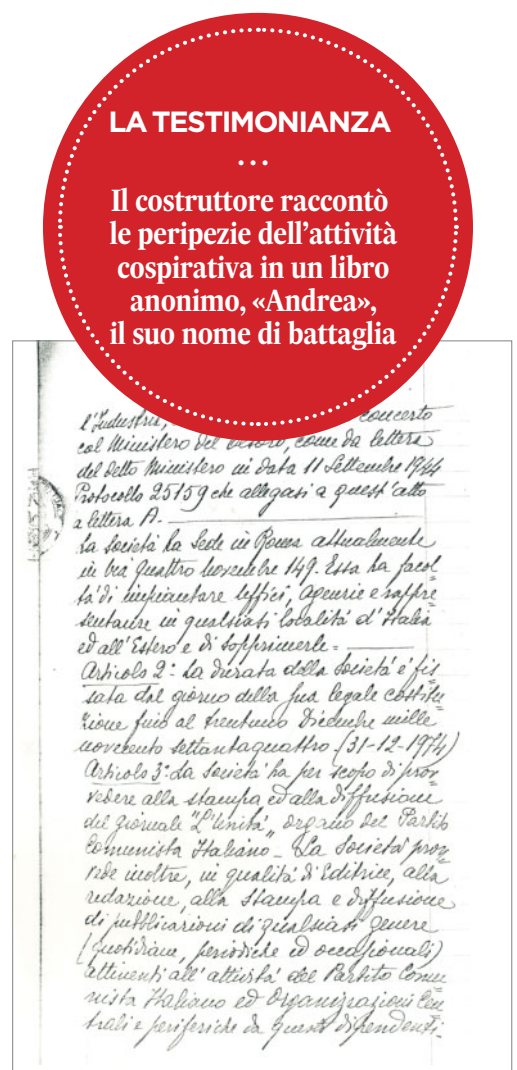 LA TESTIMONIANZA
...
Il costruttore raccontò
le peripezie dell’attività
cospirativa in un libro
anonimo, «Andrea»,
il suo nome di battaglia
l'Industria, concerto
col Ministero del Tesoro, come da lettera
del detto Ministero in data 11 Settembre 1944
Protocollo 25159 che allegasi a quest'atto
a lettera A.
La Società ha Sede in Roma attualmente
in via Quattro Novembre 149. Essa ha facol
tà di impiantare uffici, agenzie e rappre=
sentanze in qualsiasi località d'Italia
ed all'Estero e di sopprimerle=
Articolo 2°: La durata della Società è fis=
sata dal giorno della sua legale costitu=
zione fino al trentuno Dicembre mille
novecento settantaquattro (31-12-1974)
Articolo 3°: La Società ha per scopo di prov=
vedere alla stampa ed alla diffusione
del giornale "L'Unità" organo del Partito
Comunista Italiano_ La Società prov=
vede inoltre, in qualità di Editrice, alla
redazione, alla stampa e diffusione
di pubblicazioni di qualsiasi genere
(quotidiane, periodiche ed occasionali)
attinenti all'attività del Partito Comu=
nista Italiano ed Organizzazioni Cen=
trali e periferiche da questo dipendenti.